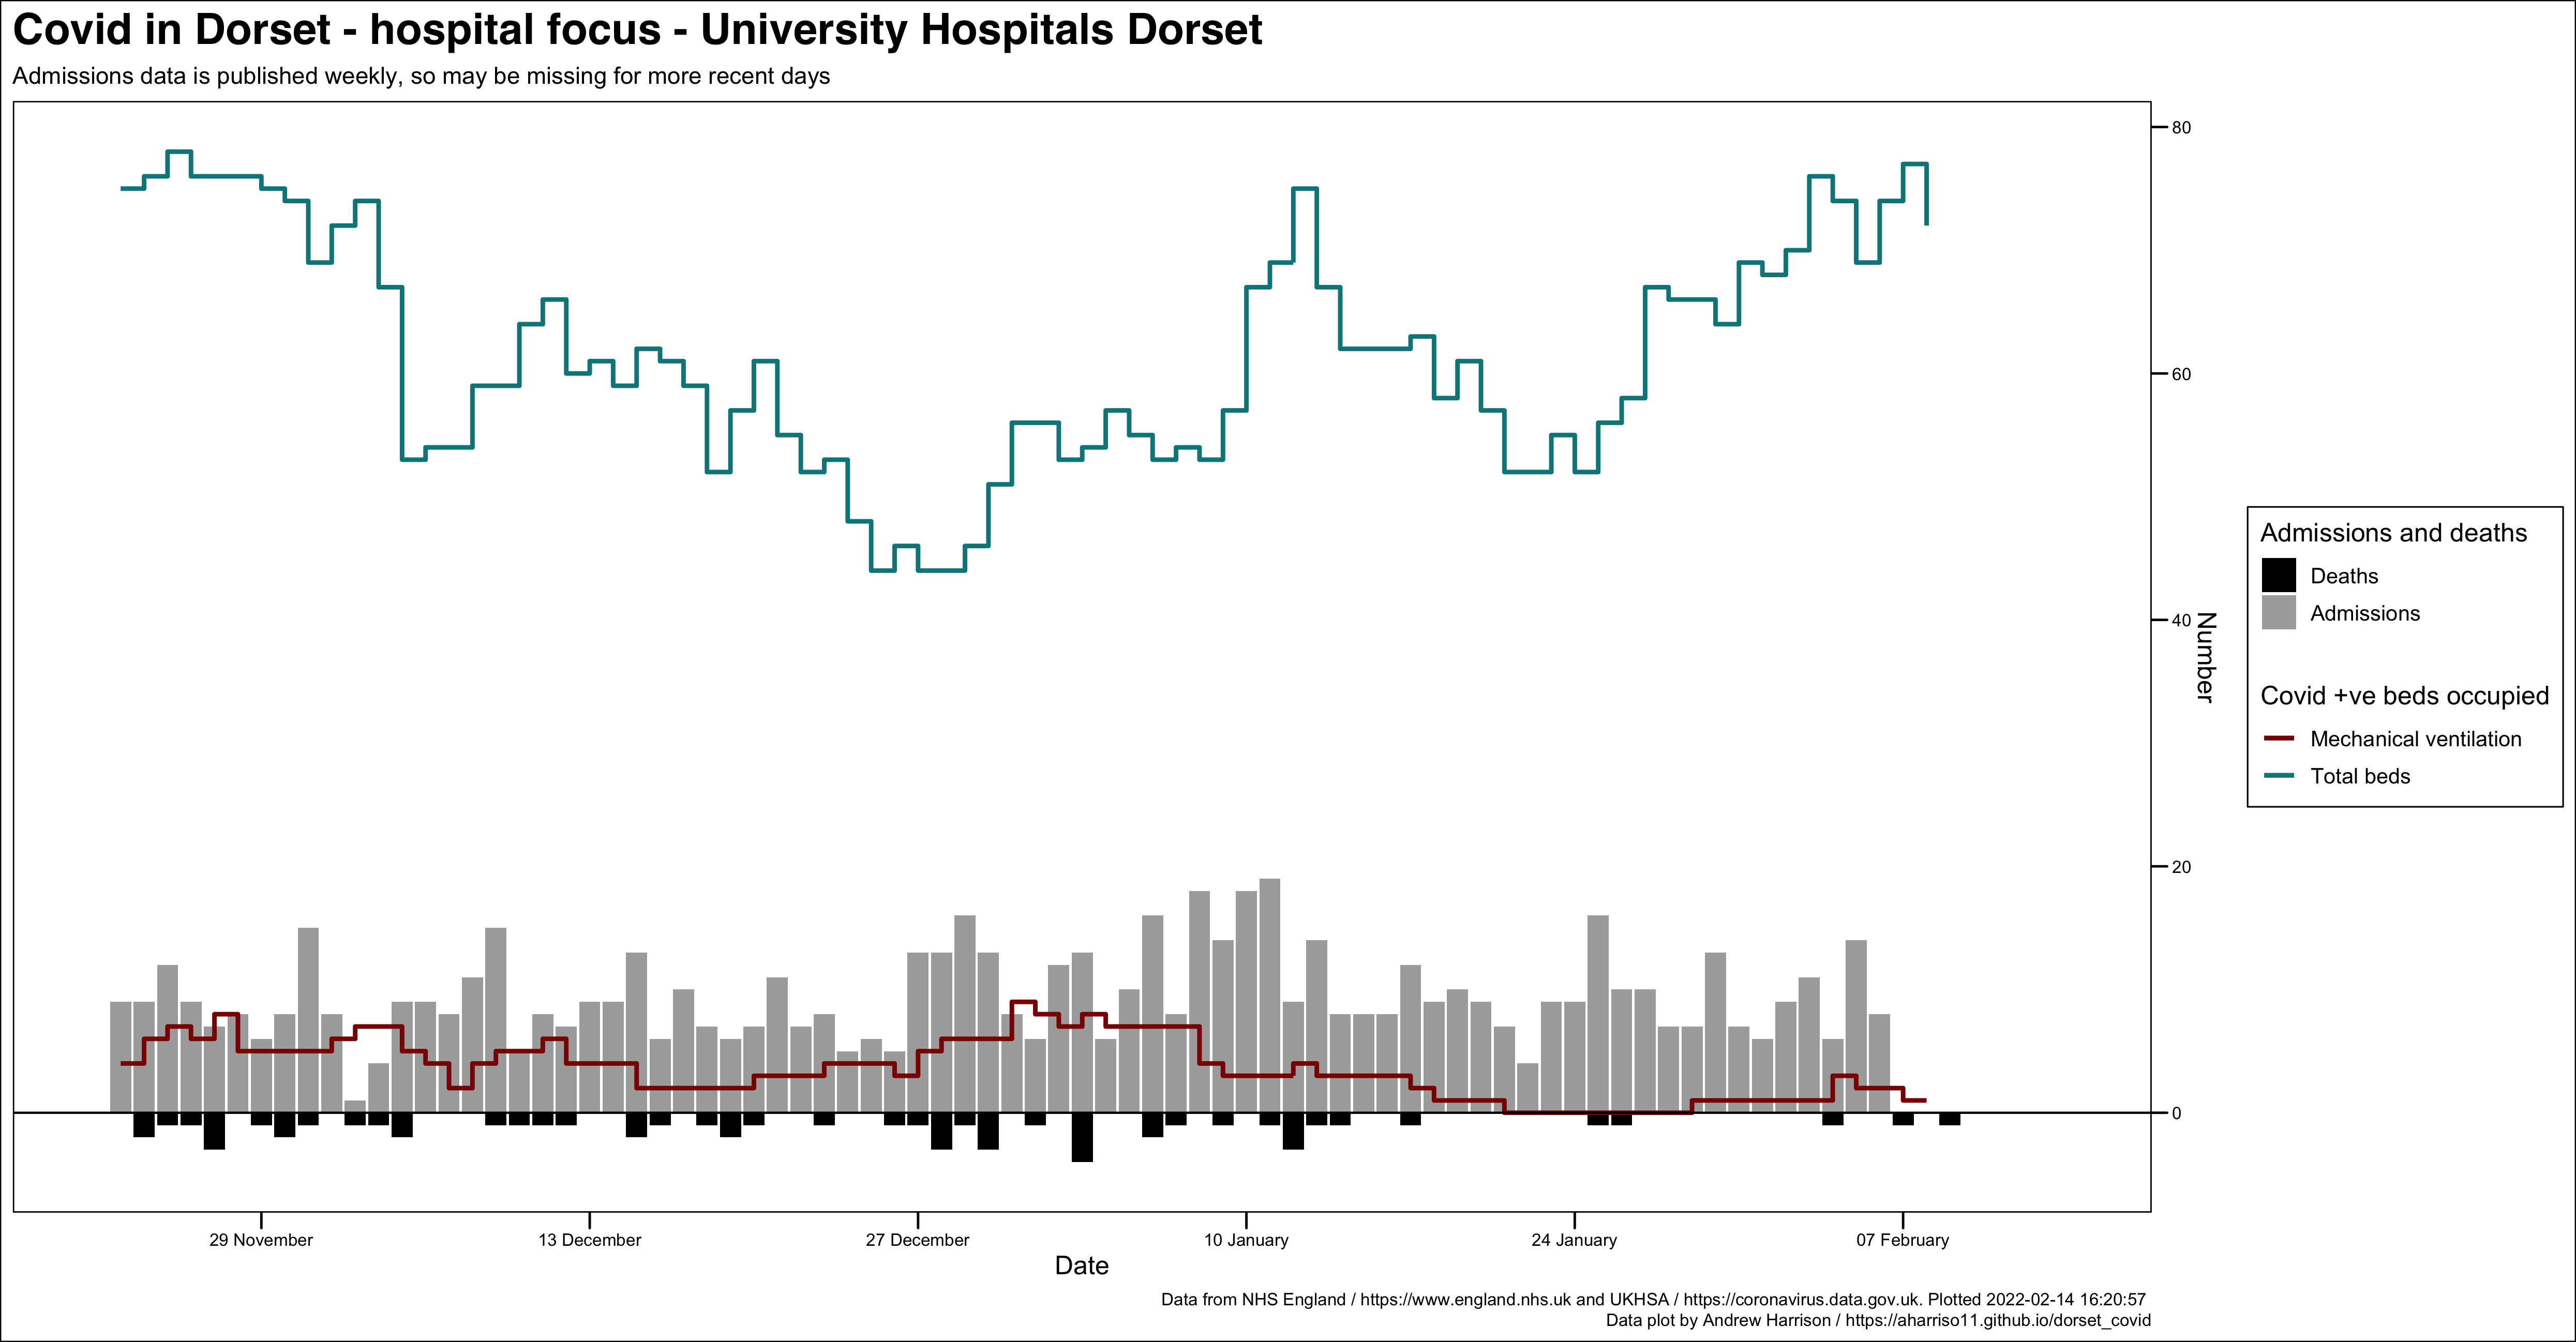 Covid in Dorset - hospital focus - University Hospitals Dorset
Admissions data is published weekly, so may be missing for more recent days
80
60
40
20
0
Number
Admissions and deaths
Deaths
Admissions
Covid +ve beds occupied
Mechanical ventilation
Total beds
29 November
13 December
27 December
10 January
24 January
07 February
Date
Data from NHS England / https://www.england.nhs.uk and UKHSA / https://coronavirus.data.gov.uk. Plotted 2022-02-14 16:20:57
Data plot by Andrew Harrison / https://aharriso11.github.io/dorset_covid